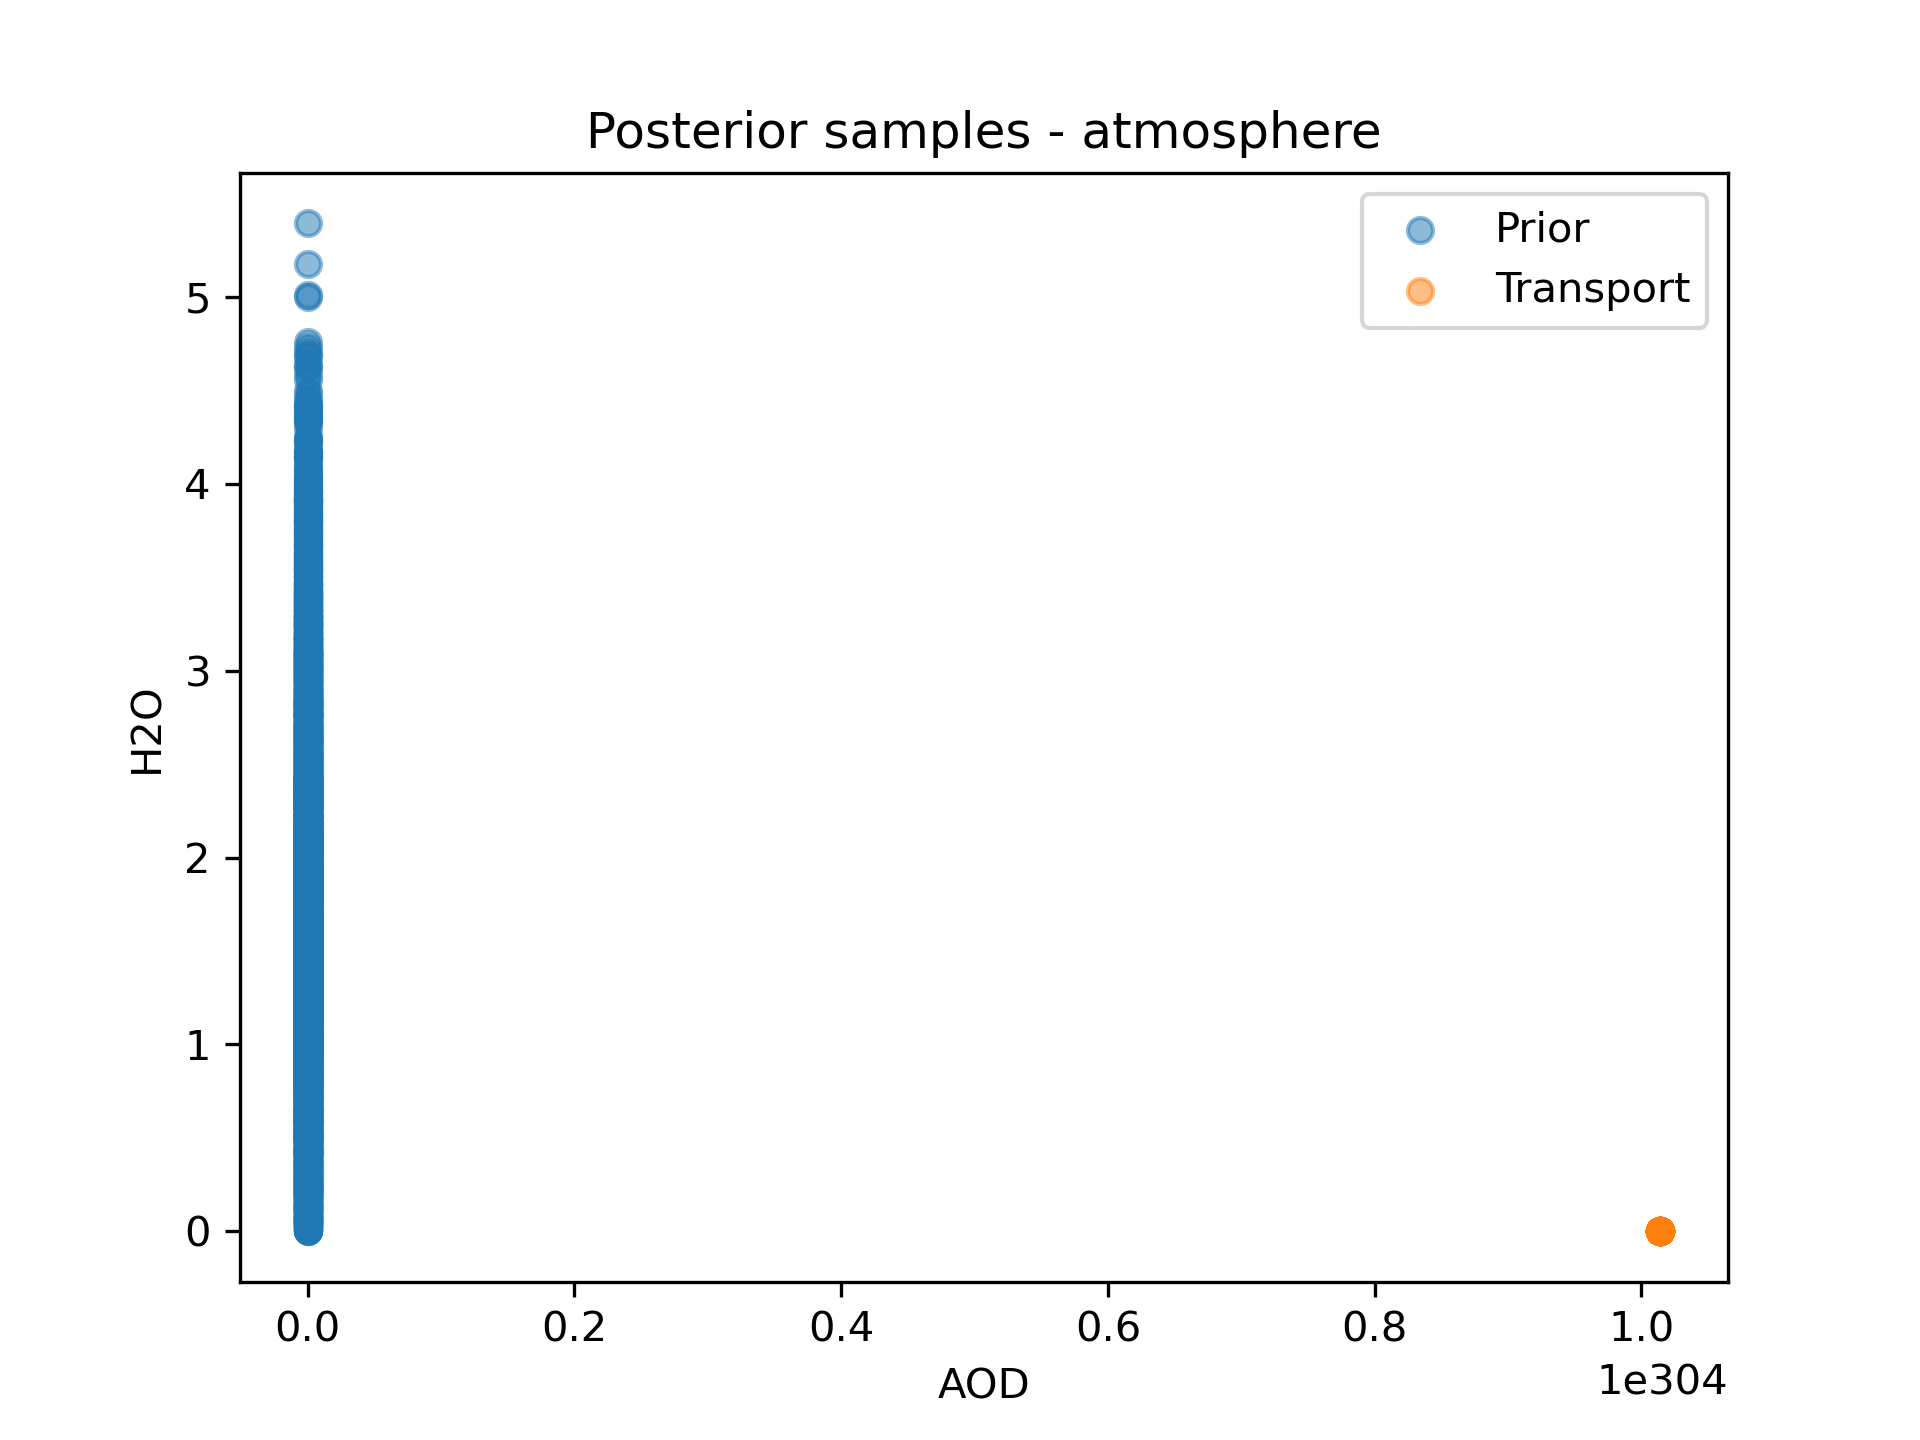 Posterior samples - atmosphere
Prior
Transport
5
4
3
2
1
0
H2O
0.0 0.2 0.4 0.6 0.8 1.0
1e304
AOD